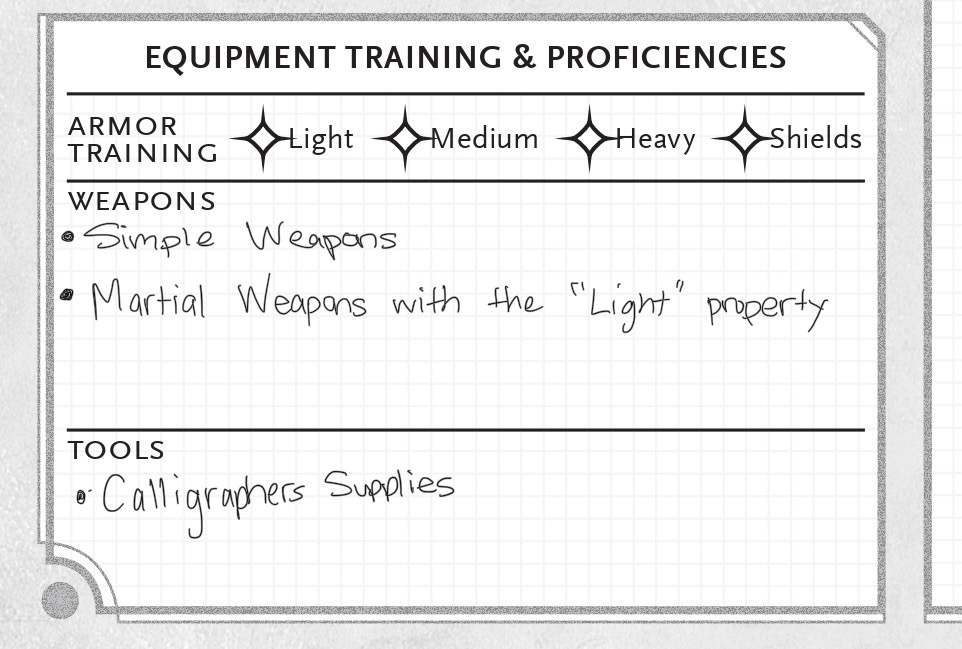 EQUIPMENT TRAINING & PROFICIENCIES
ARMOR TRAINING Light Medium Heavy Shields
WEAPONS
• Simple Weapons
• Martial Weapons with the "Light" property
TOOLS
• Calligraphers Supplies